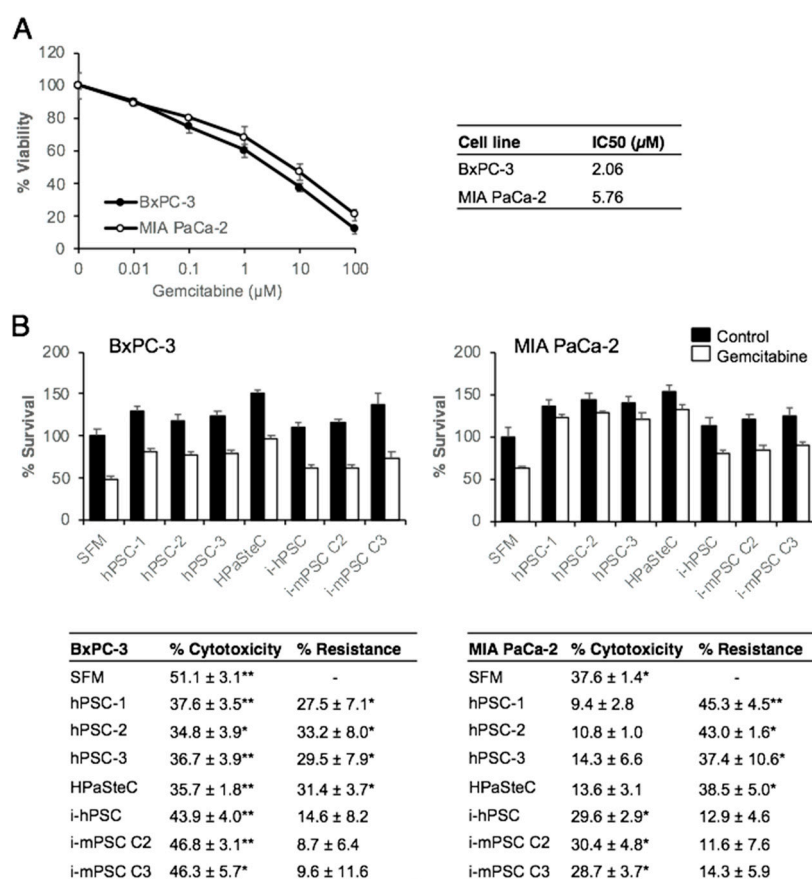 A
% Viability
120
100
80
60
40
20
0
BxPC-3
MIA PaCa-2
0 0.01 0.1 1 10 100
Gemcitabine (µM)
Cell line IC50 (µM)
BxPC-3 2.06
MIA PaCa-2 5.76
B
BxPC-3
% Survival
200
150
100
50
0
SFM hPSC-1 hPSC-2 hPSC-3 HPaSteC i-hPSC i-mPSC C2 i-mPSC C3
MIA PaCa-2
Control
Gemcitabine
% Survival
200
150
100
50
0
SFM hPSC-1 hPSC-2 hPSC-3 HPaSteC i-hPSC i-mPSC C2 i-mPSC C3
BxPC-3 % Cytotoxicity % Resistance
SFM 51.1 ± 3.1** -
hPSC-1 37.6 ± 3.5** 27.5 ± 7.1*
hPSC-2 34.8 ± 3.9* 33.2 ± 8.0*
hPSC-3 36.7 ± 3.9** 29.5 ± 7.9*
HPaSteC 35.7 ± 1.8** 31.4 ± 3.7*
i-hPSC 43.9 ± 4.0** 14.6 ± 8.2
i-mPSC C2 46.8 ± 3.1** 8.7 ± 6.4
i-mPSC C3 46.3 ± 5.7* 9.6 ± 11.6
MIA PaCa-2 % Cytotoxicity % Resistance
SFM 37.6 ± 1.4* -
hPSC-1 9.4 ± 2.8 45.3 ± 4.5**
hPSC-2 10.8 ± 1.0 43.0 ± 1.6*
hPSC-3 14.3 ± 6.6 37.4 ± 10.6*
HPaSteC 13.6 ± 3.1 38.5 ± 5.0*
i-hPSC 29.6 ± 2.9* 12.9 ± 4.6
i-mPSC C2 30.4 ± 4.8* 11.6 ± 7.6
i-mPSC C3 28.7 ± 3.7* 14.3 ± 5.9